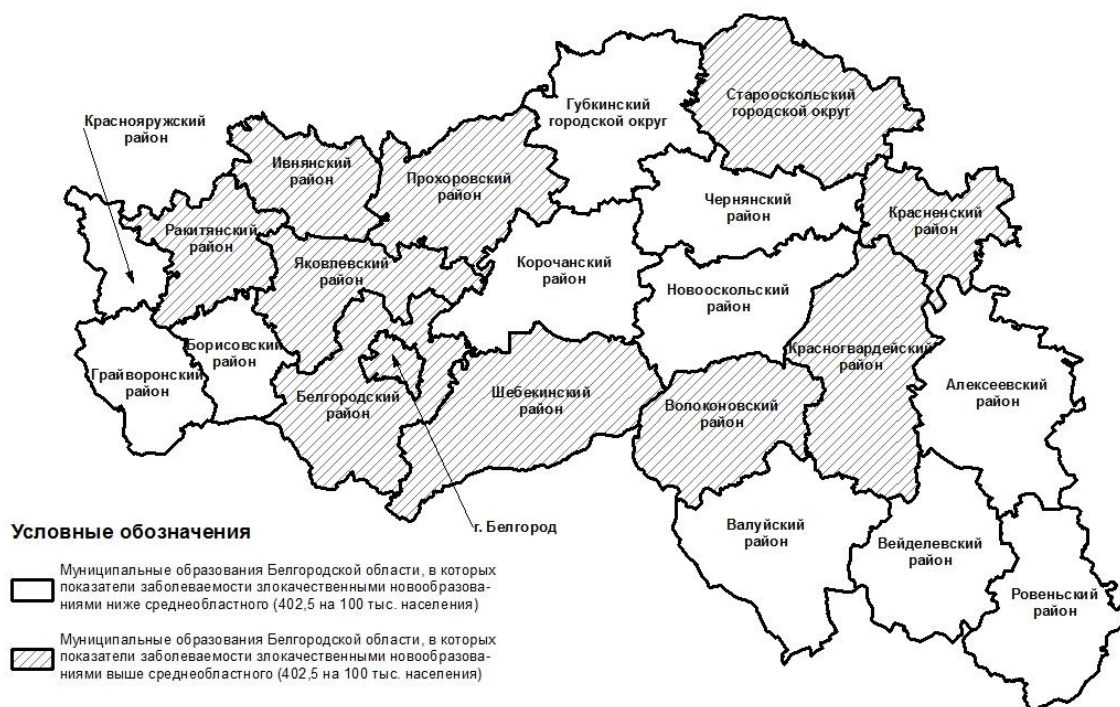 Губкинский
городской округ
Старооскольский
городской округ
Краснояружский
район
Ивнянский
район
Прохоровский
район
Чернянский
район
Красненский
район
Ракитянский
район
Яковлевский
район
Корочанский
район
Новооскольский
район
Борисовский
район
Красногвардейский
район
Грайворонский
район
Белгородский
район
Шебекинский
район
Волоконовский
район
Алексеевский
район
г. Белгород
Валуйский
район
Вейделевский
район
Ровеньский
район
Условные обозначения
Муниципальные образования Белгородской области, в которых
показатели заболеваемости злокачественными новообразова-
ниями ниже среднеобластного (402,5 на 100 тыс. населения)
Муниципальные образования Белгородской области, в которых
показатели заболеваемости злокачественными новообразова-
ниями выше среднеобластного (402,5 на 100 тыс. населения)